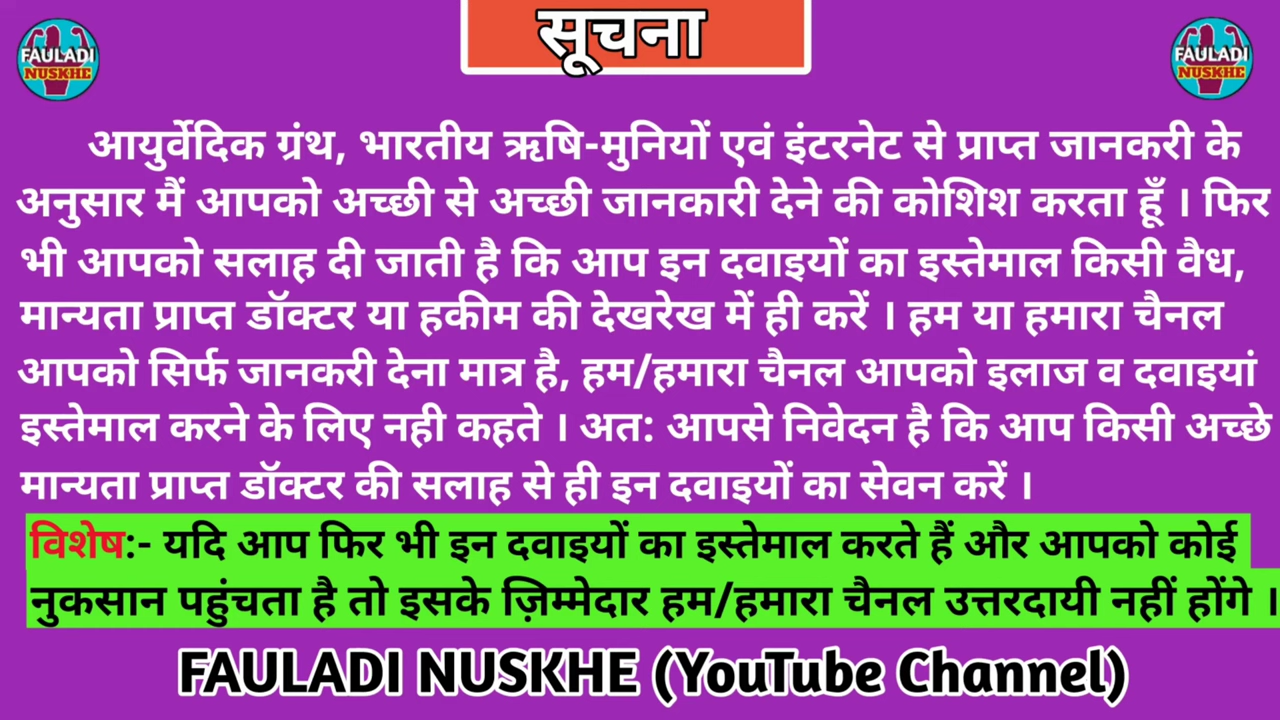 सूचना
FAULADI
NUSKHE
FAULADI
NUSKHE
आयुर्वेदिक ग्रंथ, भारतीय ऋषि-मुनियों एवं इंटरनेट से प्राप्त जानकरी के
अनुसार मैं आपको अच्छी से अच्छी जानकारी देने की कोशिश करता हूँ । फिर
भी आपको सलाह दी जाती है कि आप इन दवाइयों का इस्तेमाल किसी वैध,
मान्यता प्राप्त डॉक्टर या हकीम की देखरेख में ही करें । हम या हमारा चैनल
आपको सिर्फ जानकरी देना मात्र है, हम/हमारा चैनल आपको इलाज व दवाइयां
इस्तेमाल करने के लिए नही कहते । अत: आपसे निवेदन है कि आप किसी अच्छे
मान्यता प्राप्त डॉक्टर की सलाह से ही इन दवाइयों का सेवन करें ।
विशेष:- यदि आप फिर भी इन दवाइयों का इस्तेमाल करते हैं और आपको कोई
नुकसान पहुंचता है तो इसके ज़िम्मेदार हम/हमारा चैनल उत्तरदायी नहीं होंगे ।
FAULADI NUSKHE (YouTube Channel)